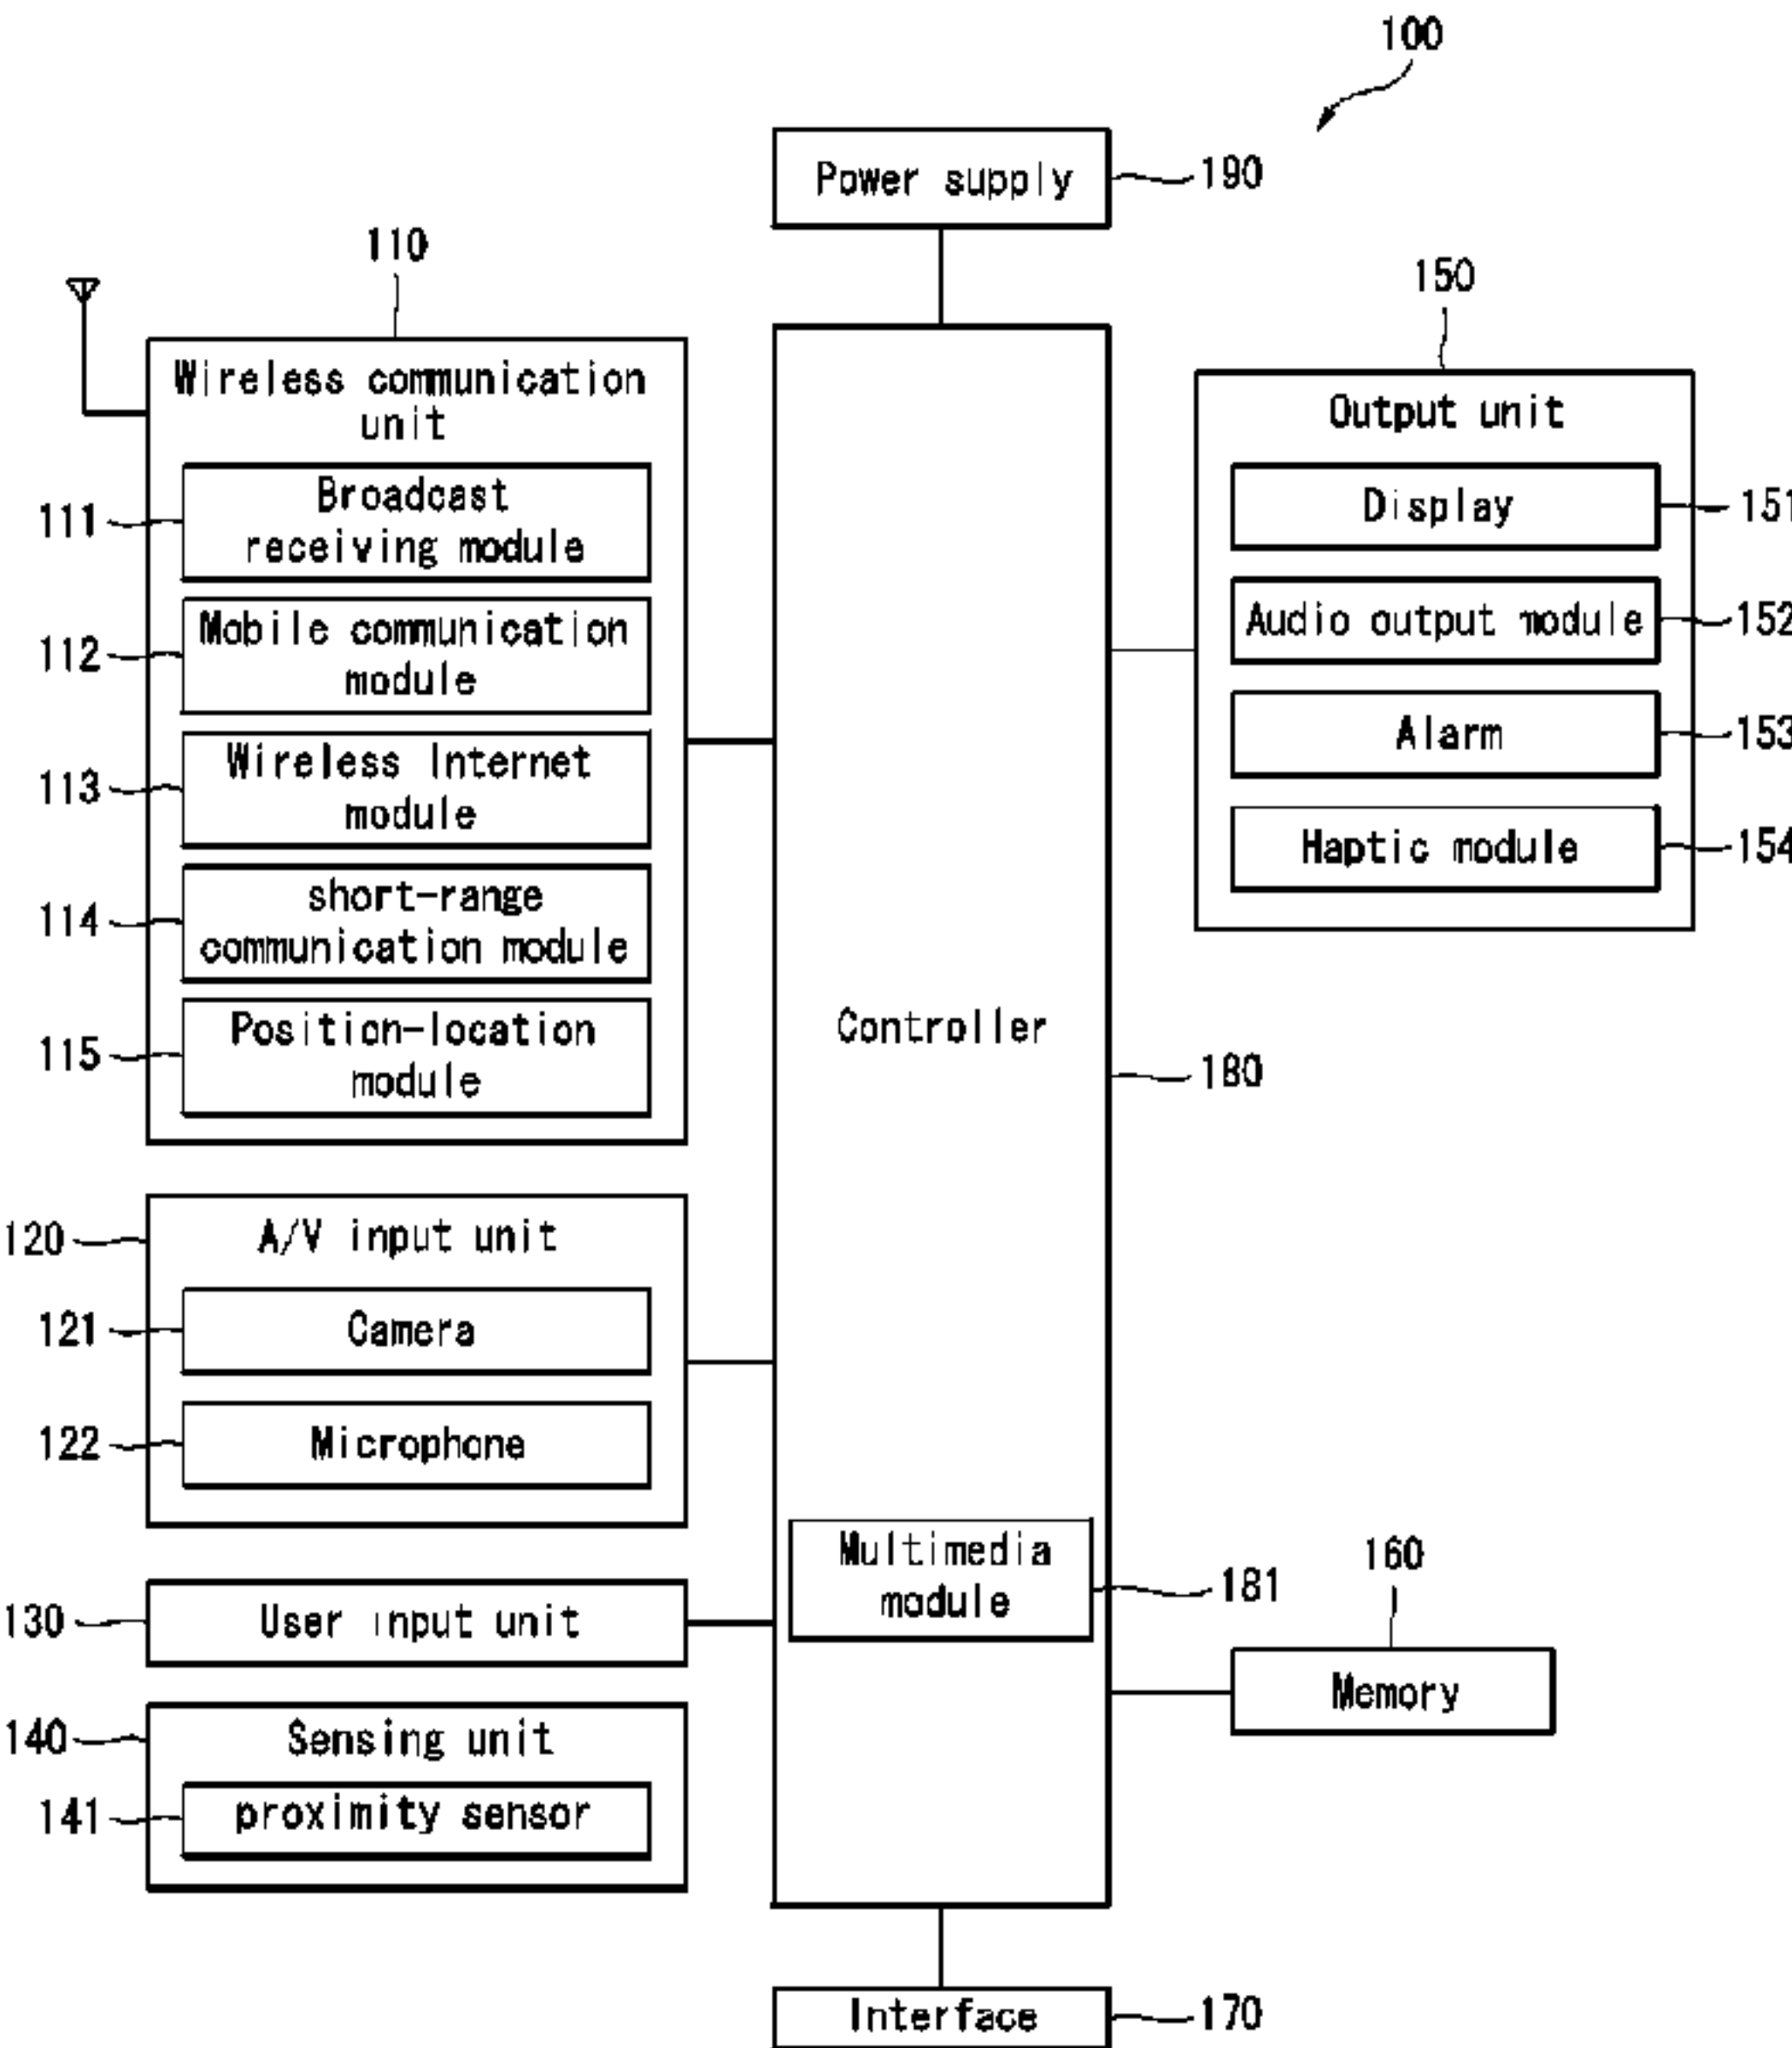 100
Power supply
190
110
Wireless communication
unit
111
Broadcast
receiving module
112
Mobile communication
module
113
Wireless Internet
module
114
short-range
communication module
115
Position-location
module
120
A/V input unit
121
Camera
122
Microphone
130
User input unit
140
Sensing unit
141
proximity sensor
Controller
180
Multimedia
module
181
150
Output unit
Display
151
Audio output module
152
Alarm
153
Haptic module
154
160
Memory
Interface
170